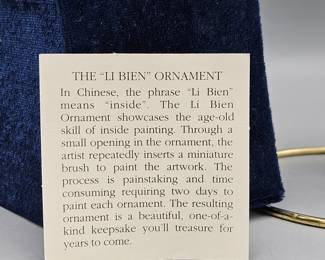 THE "LI BIEN" ORNAMENT
In Chinese, the phrase "Li Bien"
means "inside". The Li Bien
Ornament showcases the age-old
skill of inside painting. Through a
small opening in the ornament, the
artist repeatedly inserts a miniature
brush to paint the artwork. The
process is painstaking and time
consuming requiring two days to
paint each ornament. The resulting
ornament is a beautiful, one-of-a-
kind keepsake you'll treasure for
years to come.